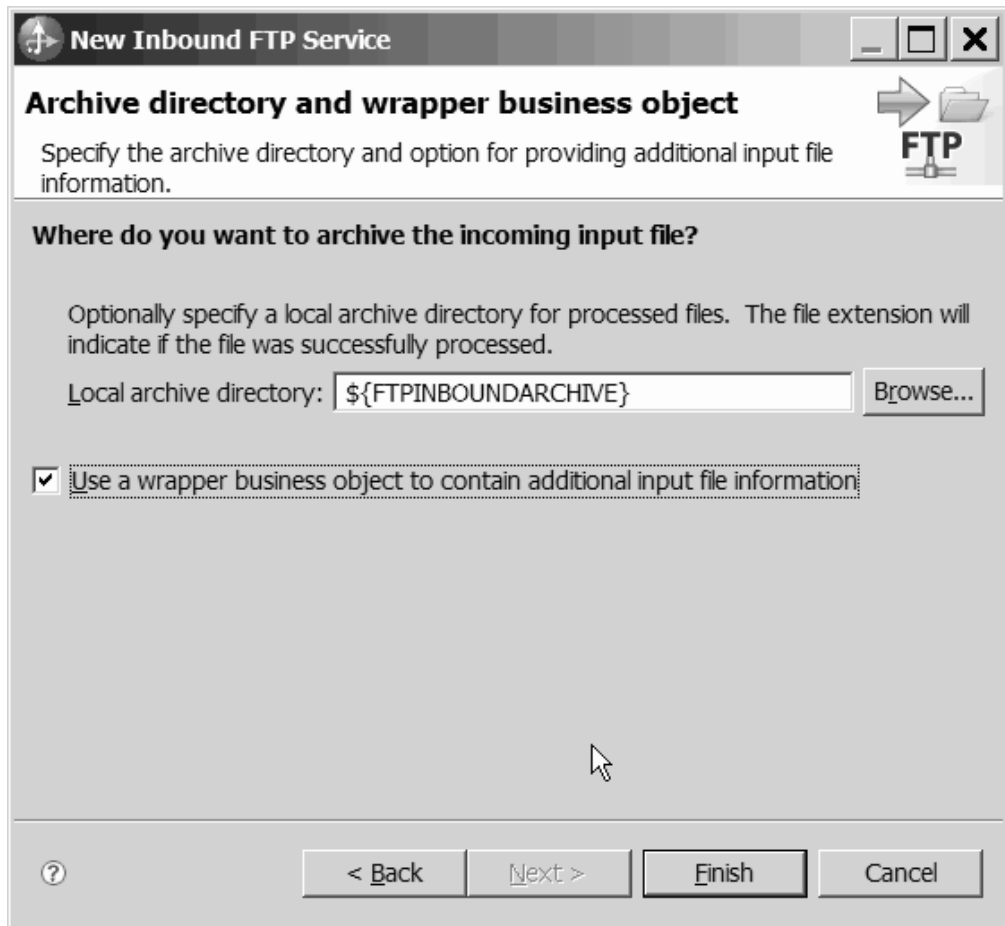 New Inbound FTP Service
Archive directory and wrapper business object
Specify the archive directory and option for providing additional input file
information.
FTP
Where do you want to archive the incoming input file?
Optionally specify a local archive directory for processed files.  The file extension will
indicate if the file was successfully processed.
Local archive directory: ${FTPINBOUNDARCHIVE} Browse...
Use a wrapper business object to contain additional input file information
? < Back Next > Finish Cancel